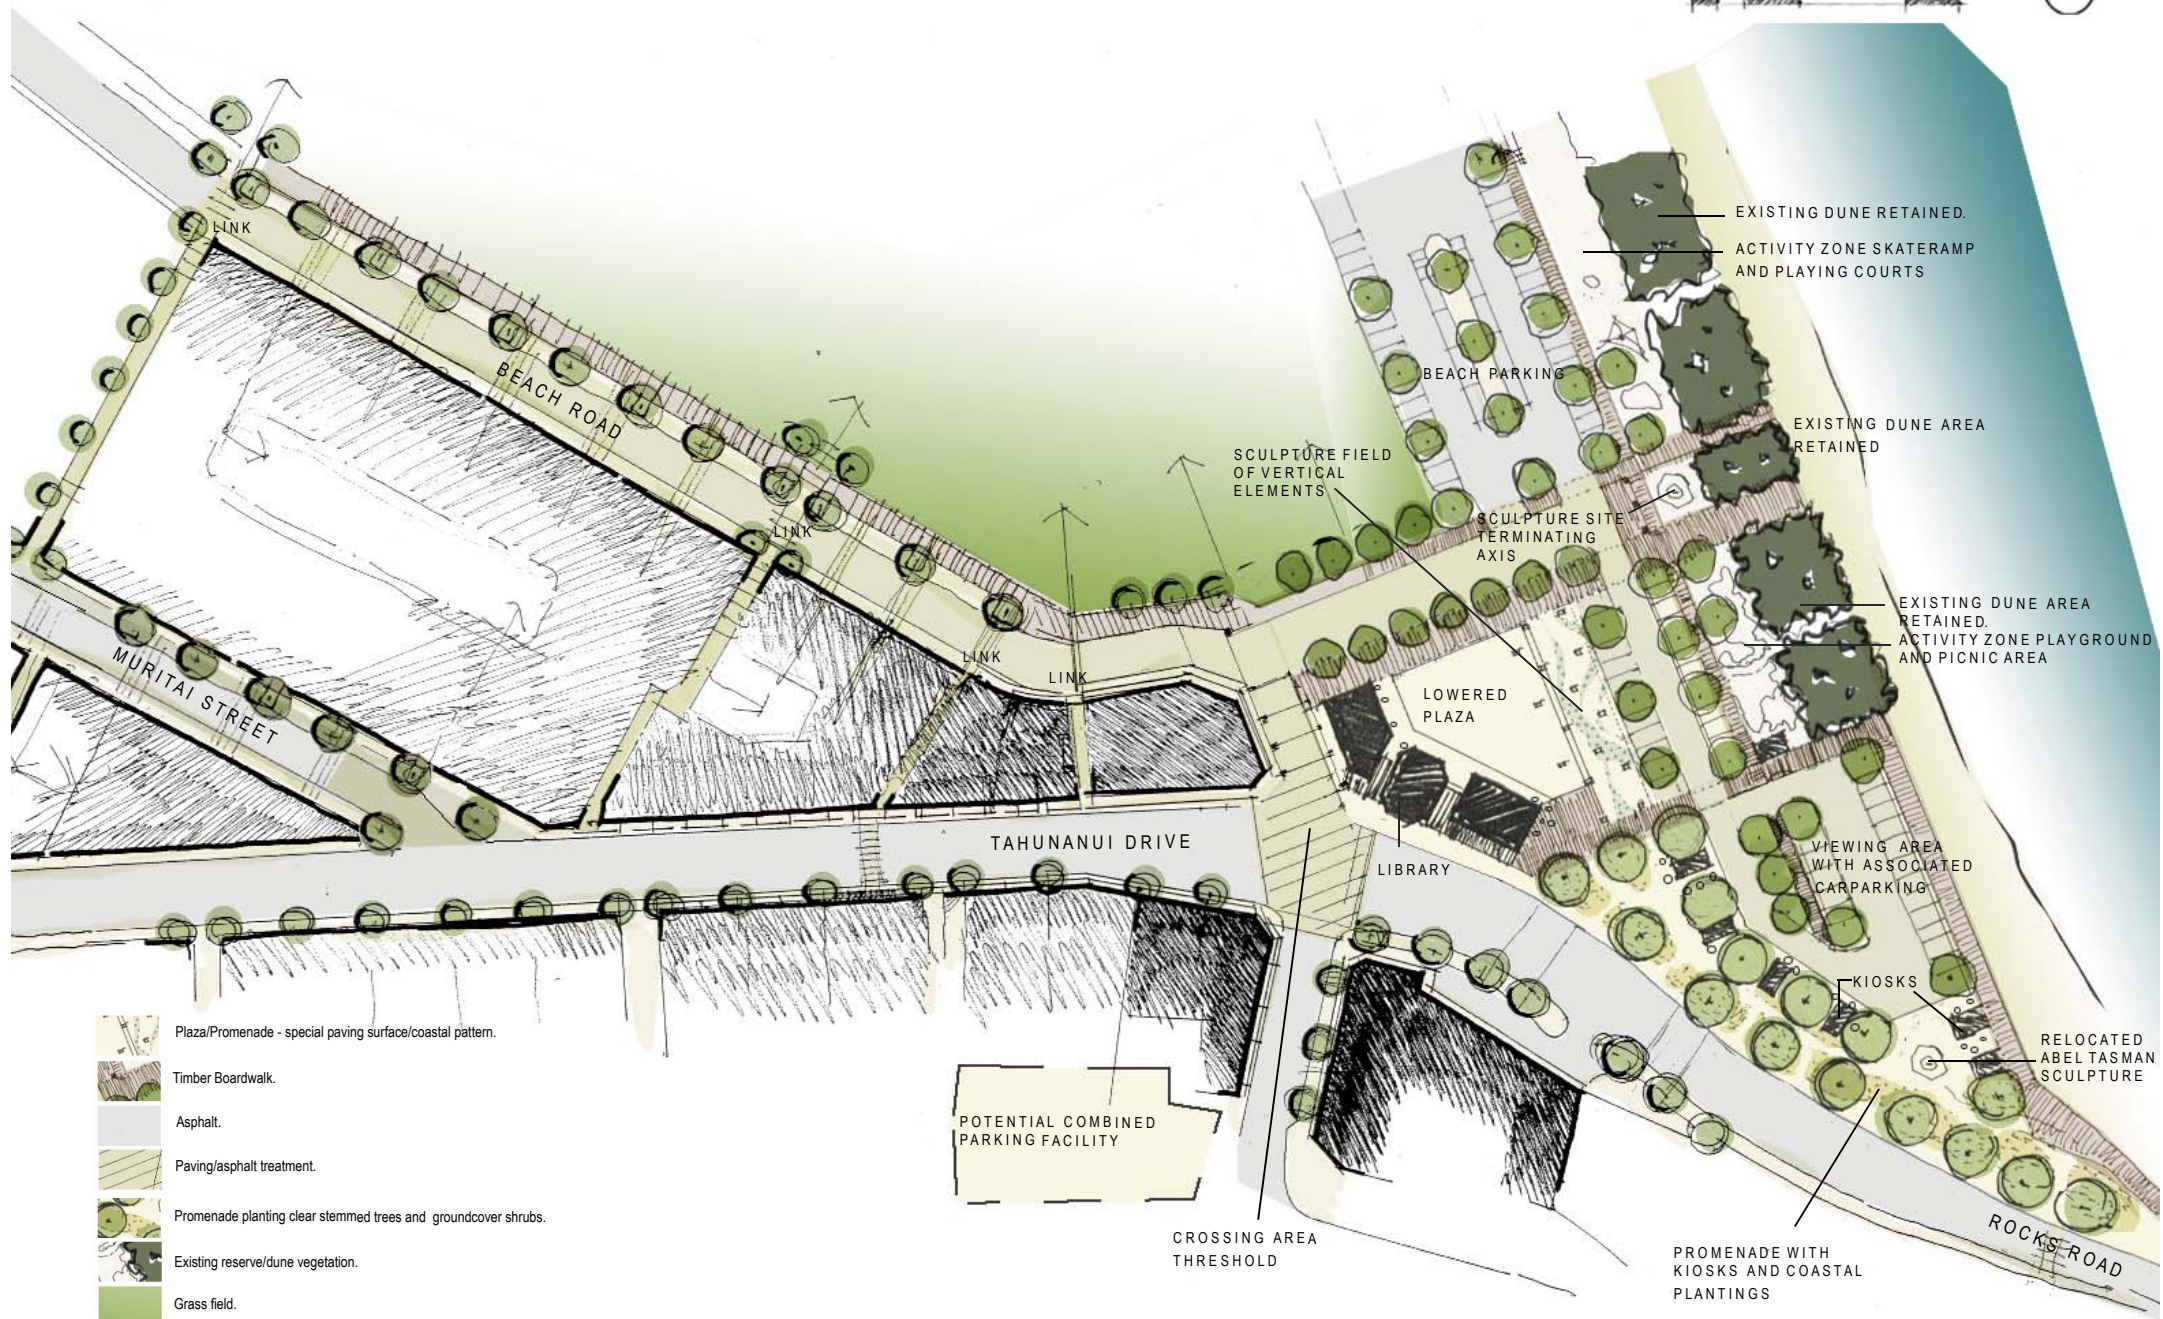 EXISTING DUNE RETAINED.
ACTIVITY ZONE SKATERAMP
AND PLAYING COURTS
LINK
BEACH ROAD
BEACH PARKING
EXISTING DUNE AREA
RETAINED
SCULPTURE FIELD
OF VERTICAL
ELEMENTS
SCULPTURE SITE
TERMINATING
AXIS
LINK
EXISTING DUNE AREA
RETAINED.
ACTIVITY ZONE PLAYGROUND
AND PICNIC AREA
LINK
LINK
MURITAI STREET
LOWERED
PLAZA
TAHUNANUI DRIVE
LIBRARY
VIEWING AREA
WITH ASSOCIATED
CARPARKING
KIOSKS
RELOCATED
ABEL TASMAN
SCULPTURE
Plaza/Promenade - special paving surface/coastal pattern.
Timber Boardwalk.
Asphalt.
Paving/asphalt treatment.
Promenade planting clear stemmed trees and groundcover shrubs.
Existing reserve/dune vegetation.
Grass field.
POTENTIAL COMBINED
PARKING FACILITY
CROSSING AREA
THRESHOLD
PROMENADE WITH
KIOSKS AND COASTAL
PLANTINGS
ROCKS ROAD